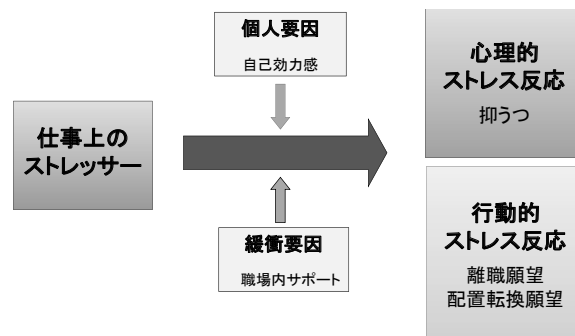 個人要因
自己効力感
仕事上の
ストレッサー
緩衝要因
職場内サポート
心理的
ストレス反応
抑うつ
行動的
ストレス反応
離職願望
配置転換願望